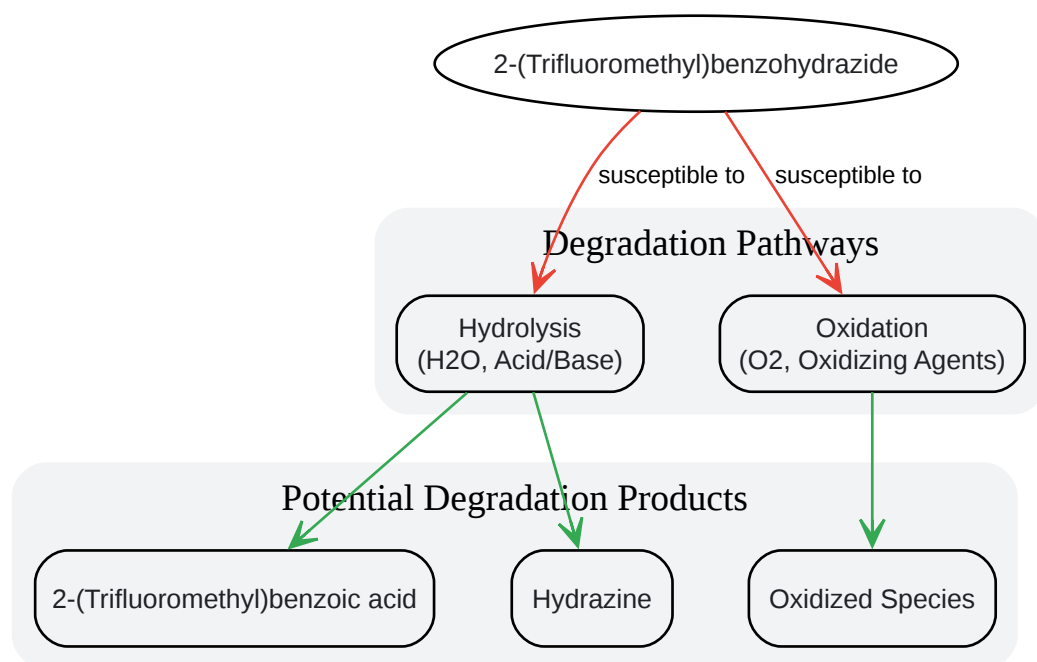 2-(Trifluoromethyl)benzohydrazide
susceptible to
susceptible to
Degradation Pathways
Hydrolysis
(H2O, Acid/Base)
Oxidation
(O2, Oxidizing Agents)
Potential Degradation Products
2-(Trifluoromethyl)benzoic acid
Hydrazine
Oxidized Species